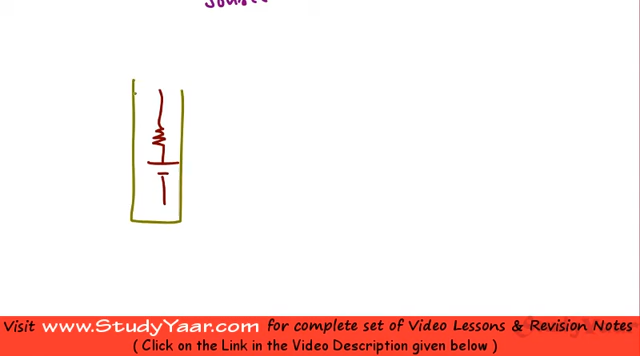 Visit www.StudyYaar.com for complete set of Video Lessons & Revision Notes
( Click on the Link in the Video Description given below )